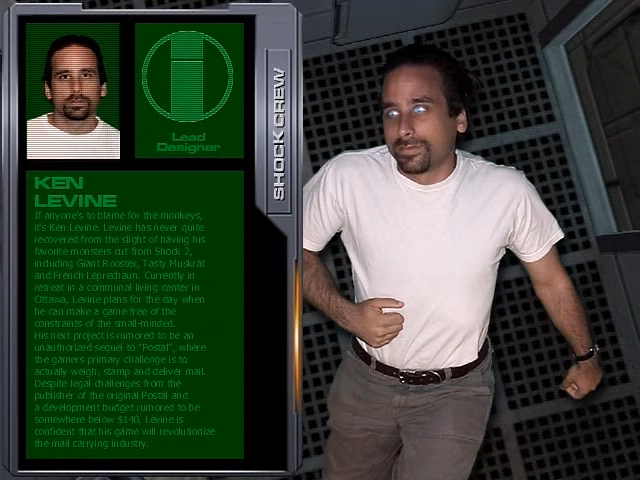 Lead
Designer
SHOCK CREW
KEN
LEVINE
If anyone's to blame for the monkeys,
it's Ken Levine. Levine has never quite
recovered from the slight of having his
favorite monsters cut from Shock 2,
including Giant Rooster, Tasty Muskrat
and French Leprechaun. Currently in
retreat in a communal living center in
Ottawa, Levine plans for the day when
he can make a game free of the
constraints of the small-minded.
His next project is rumored to be an
unauthorized sequel to "Postal", where
the gamers primary challenge is to
actually weigh, stamp and deliver mail.
Despite legal challenges from the
publisher of the original Postal and
a development budget rumored to be
somewhere below $140, Levine is
confident that his game will revolutionize
the mail carrying industry.